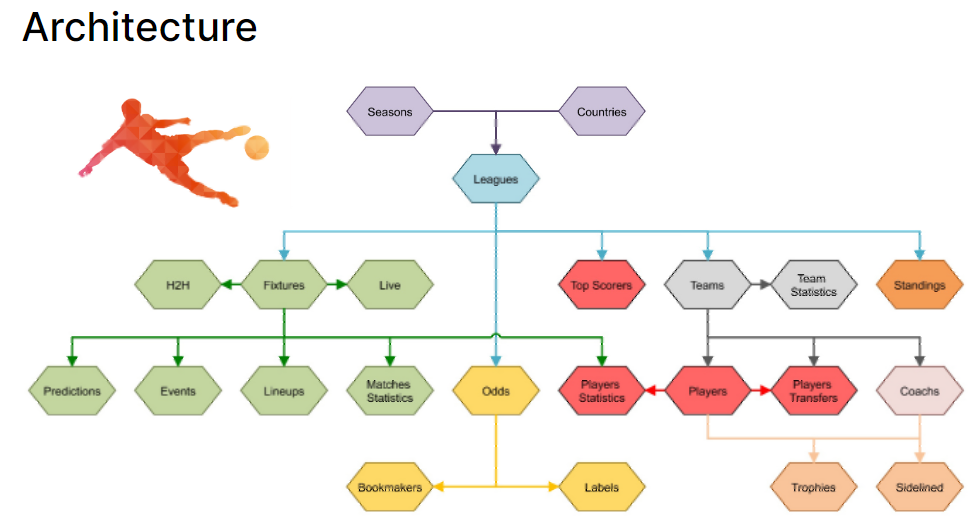 Architecture
Seasons
Countries
Leagues
H2H
Fixtures
Live
Top Scorers
Teams
Team
Statistics
Standings
Predictions
Events
Lineups
Matches
Statistics
Odds
Players
Statistics
Players
Players
Transfers
Coachs
Bookmakers
Labels
Trophies
Sidelined